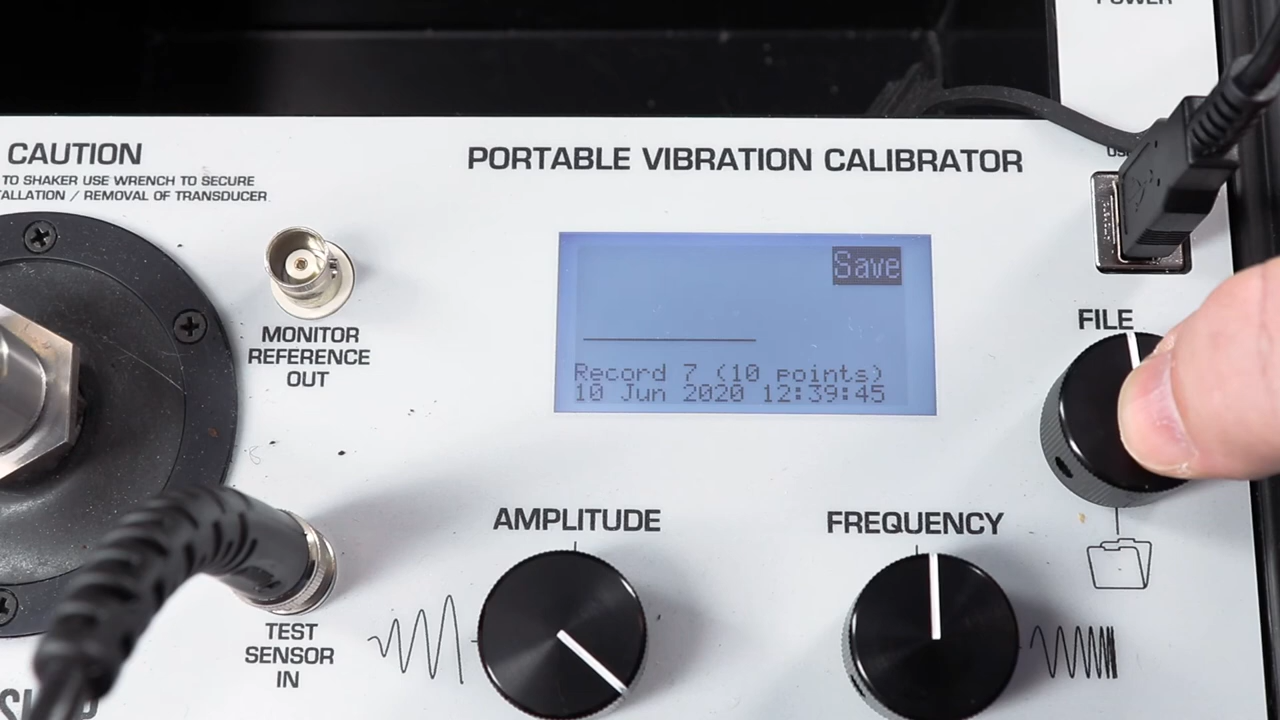 POWER
CAUTION
TO SHAKER USE WRENCH TO SECURE
/ REMOVAL OF TRANSDUCER
PORTABLE VIBRATION CALIBRATOR
Save
MONITOR
REFERENCE
OUT
FILE
Record 7 (10 points)
10 Jun 2020 12:39:45
AMPLITUDE
FREQUENCY
TEST
SENSOR
IN